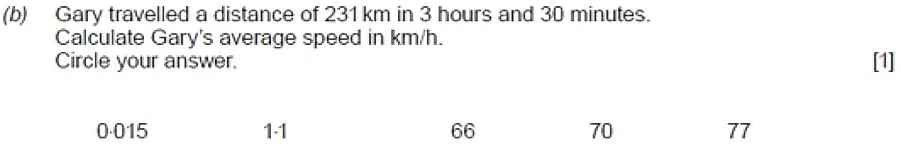 (b) Gary travelled a distance of 231 km in 3 hours and 30 minutes.
Calculate Gary's average speed in km/h.
Circle your answer. [1]
0·015 1·1 66 70 77